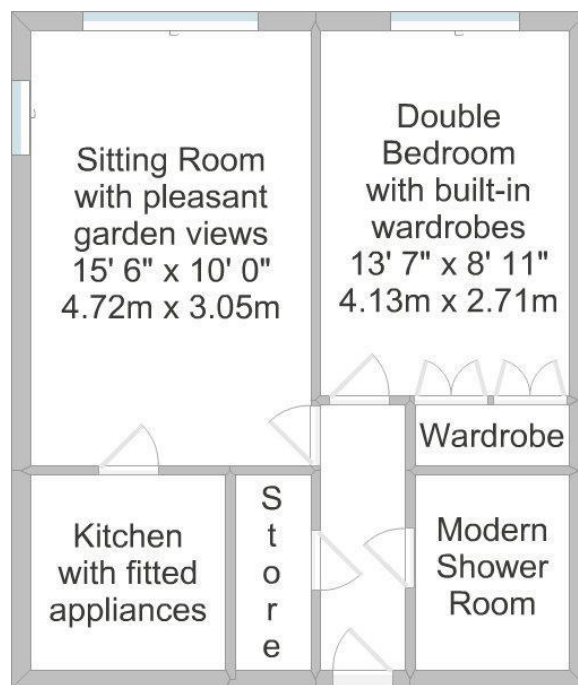 Sitting Room
with pleasant
garden views
15' 6" x 10' 0"
4.72m x 3.05m
Double
Bedroom
with built-in
wardrobes
13' 7" x 8' 11"
4.13m x 2.71m
Wardrobe
Kitchen
with fitted
appliances
Store
Modern
Shower
Room